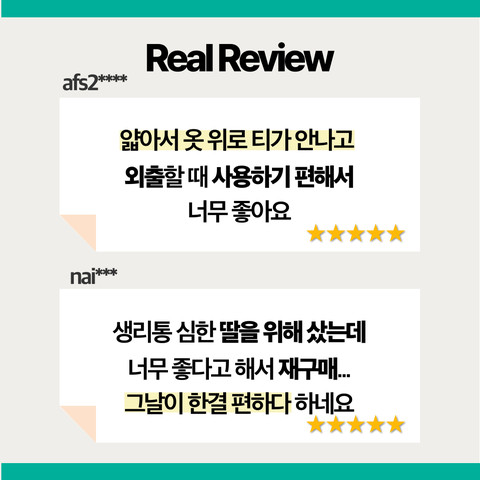 Real Review
afs2****
얇아서 옷 위로 티가 안나고
외출할 때 사용하기 편해서
너무 좋아요
nai***
생리통 심한 딸을 위해 샀는데
너무 좋다고 해서 재구매...
그날이 한결 편하다 하네요